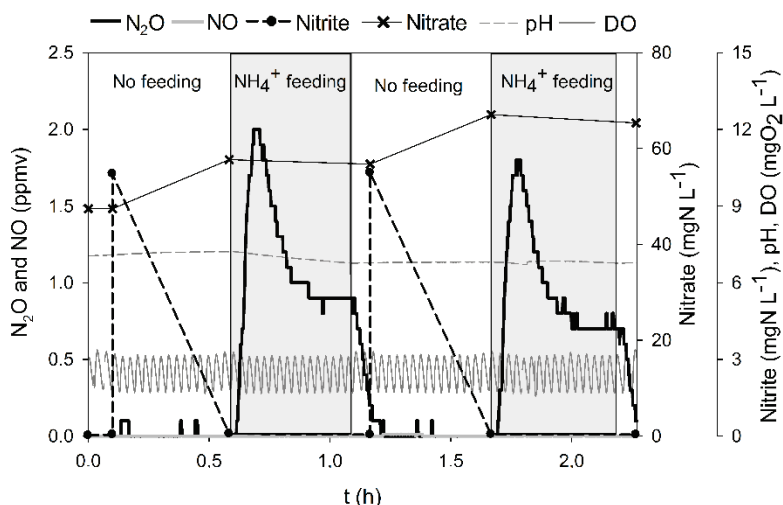 N₂O NO Nitrite Nitrate pH DO
No feeding NH₄⁺ feeding No feeding NH₄⁺ feeding
2.5 80 15
2.0 60 12
1.5 9
1.0 40 6
0.5 20 3
0.0 0 0
0.0 0.5 1.0 1.5 2.0
t (h)
N₂O and NO (ppmv)
Nitrate (mgN L⁻¹)
Nitrite (mgN L⁻¹), pH, DO (mgO₂ L⁻¹)